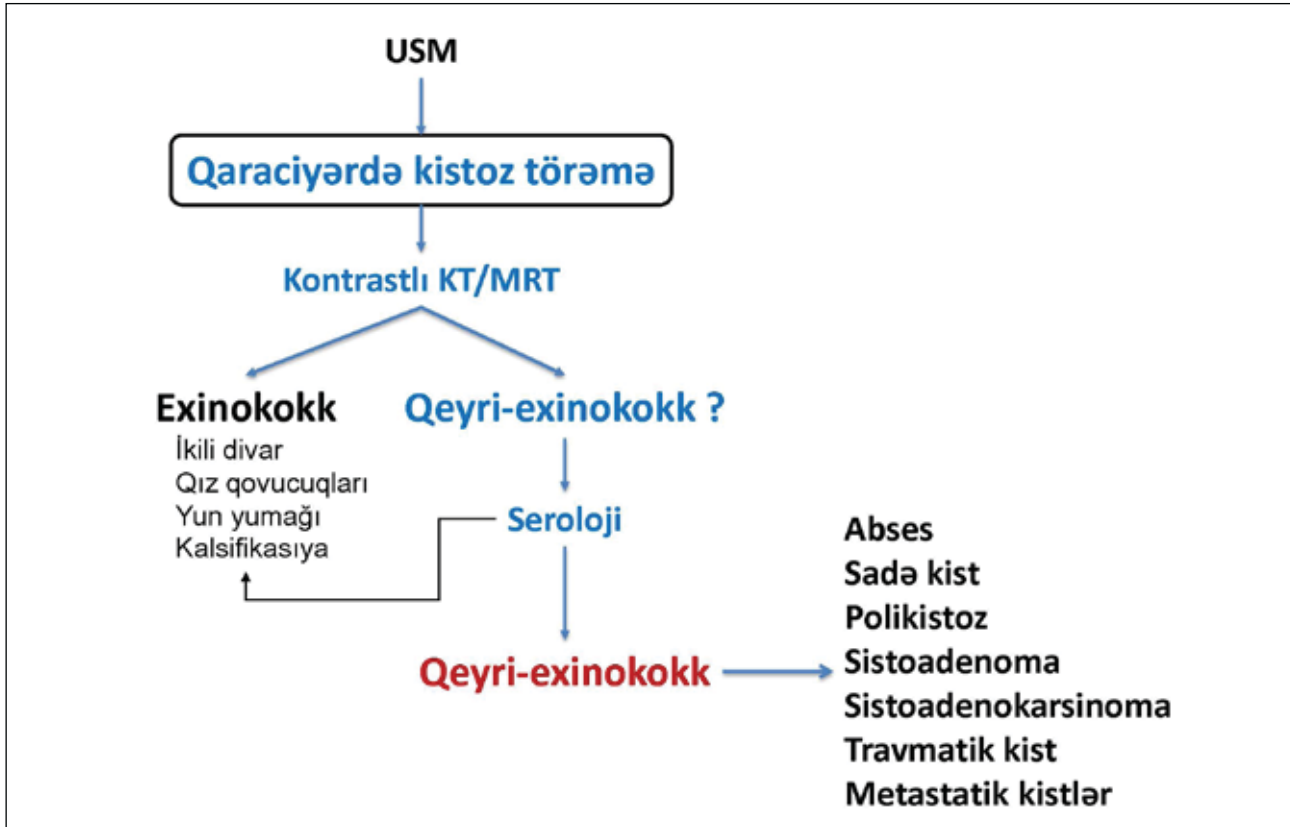 USM
Qaraciyərdə kistoz törəmə
Kontrastlı KT/MRT
Exinokokk
İkili divar
Qız qovucuqları
Yun yumağı
Kalsifikasıya
Qeyri-exinokokk ?
Seroloji
Qeyri-exinokokk
Abses
Sadə kist
Polikistoz
Sistoadenoma
Sistoadenokarsinoma
Travmatik kist
Metastatik kistlər